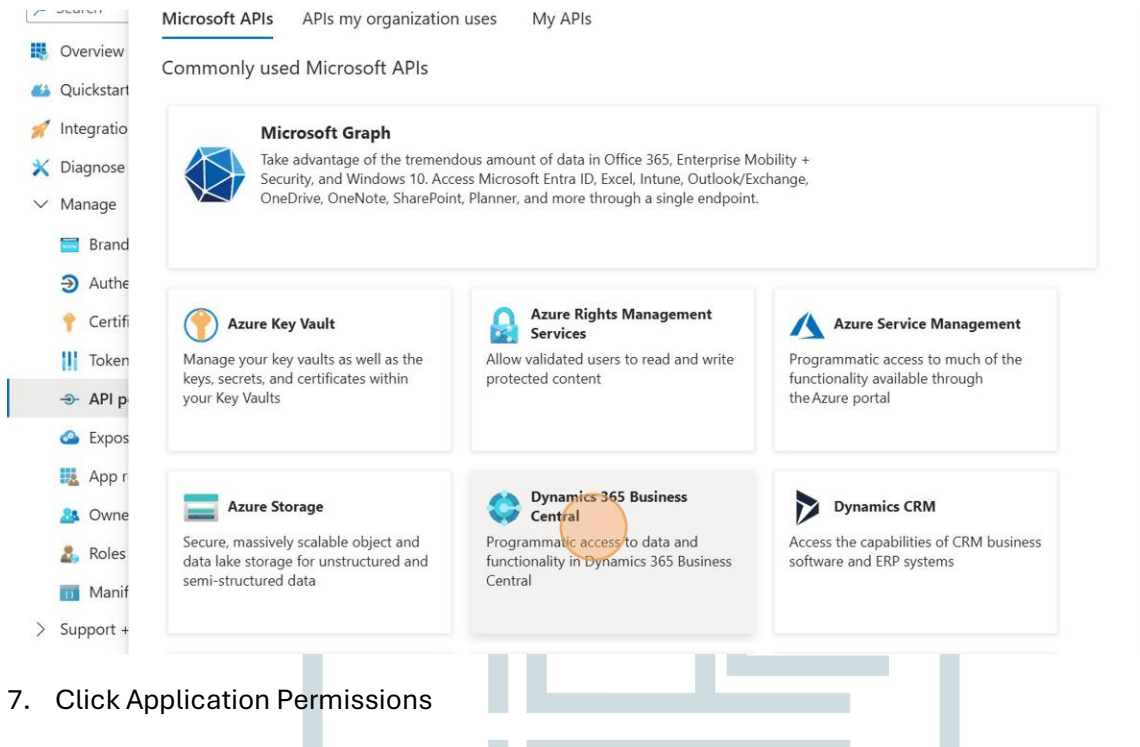 Search
Microsoft APIs APIs my organization uses My APIs
Overview
Commonly used Microsoft APIs
Quickstart
Integratio
Diagnose
Manage
Brand
Authe
Certifi
Token
API p
Expos
App r
Owne
Roles
Manif
Support +
Microsoft Graph
Take advantage of the tremendous amount of data in Office 365, Enterprise Mobility +
Security, and Windows 10. Access Microsoft Entra ID, Excel, Intune, Outlook/Exchange,
OneDrive, OneNote, SharePoint, Planner, and more through a single endpoint.
Azure Key Vault
Manage your key vaults as well as the
keys, secrets, and certificates within
your Key Vaults
Azure Rights Management
Services
Allow validated users to read and write
protected content
Azure Service Management
Programmatic access to much of the
functionality available through
the Azure portal
Azure Storage
Secure, massively scalable object and
data lake storage for unstructured and
semi-structured data
Dynamics 365 Business
Central
Programmatic access to data and
functionality in Dynamics 365 Business
Central
Dynamics CRM
Access the capabilities of CRM business
software and ERP systems
7. Click Application Permissions